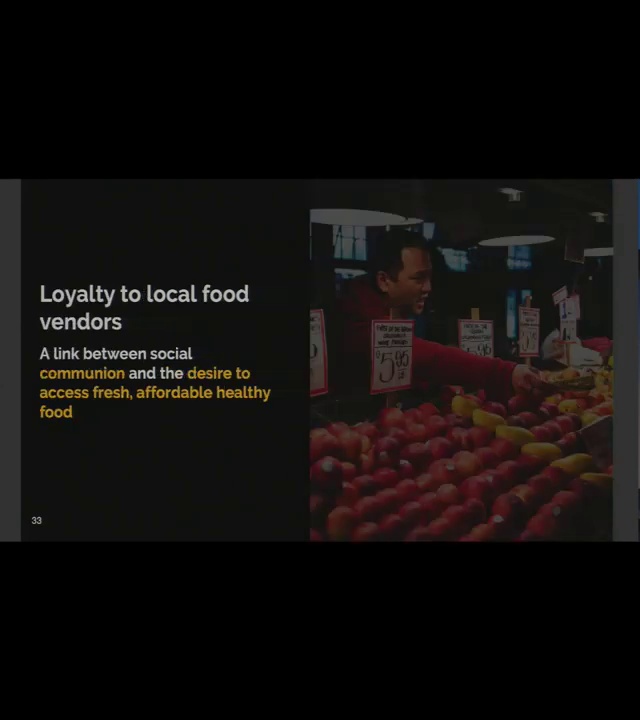 Loyalty to local food
vendors
A link between social
communion and the desire to
access fresh, affordable healthy
food
33
$5.95